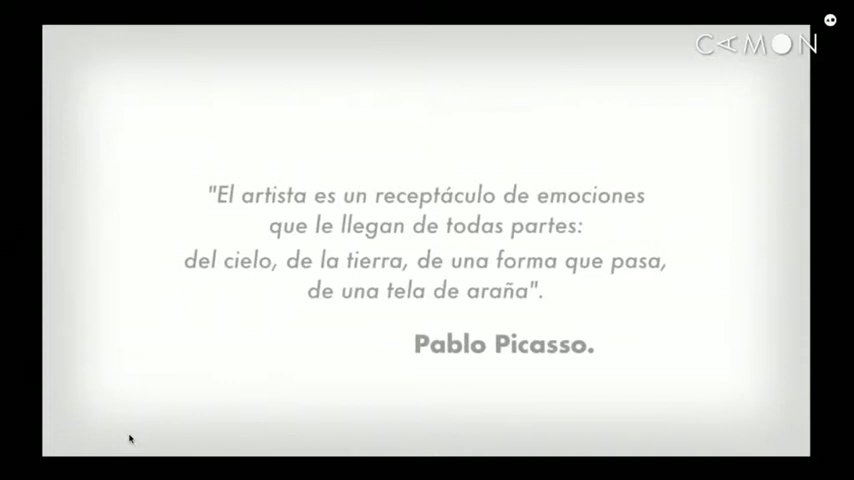 CAMON
"El artista es un receptáculo de emociones
que le llegan de todas partes:
del cielo, de la tierra, de una forma que pasa,
de una tela de araña".
Pablo Picasso.